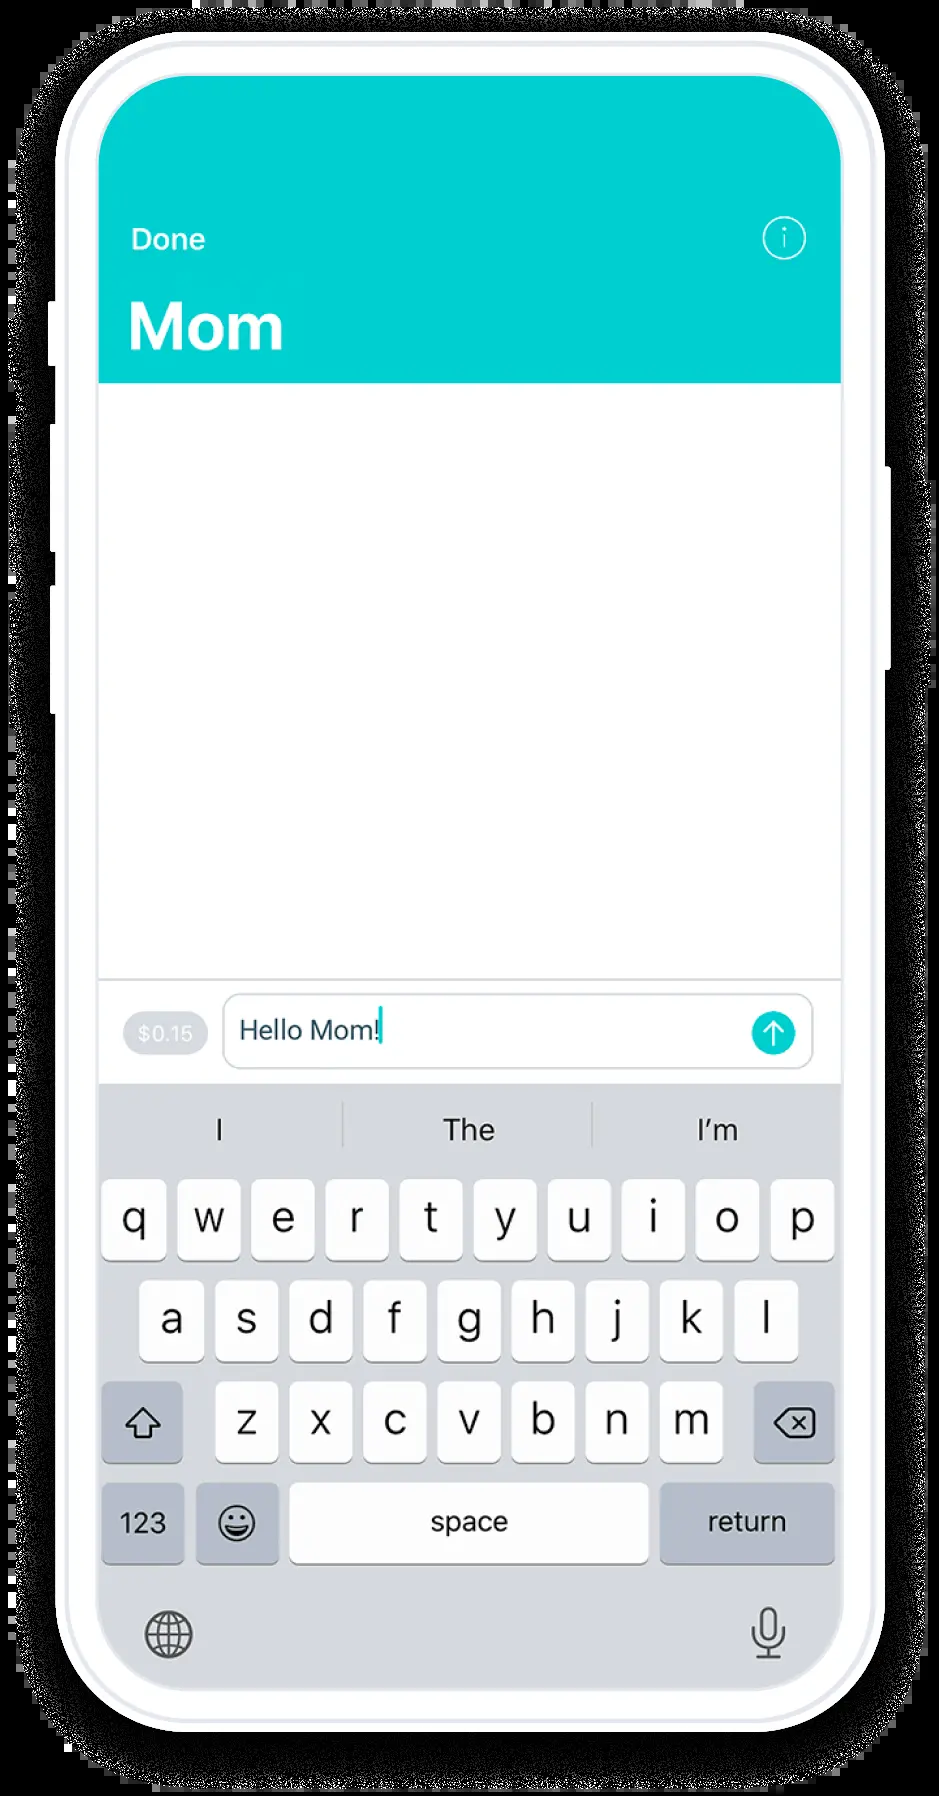 Done
Mom
$0.15 Hello Mom!
I The I’m
q w e r t y u i o p
a s d f g h j k l
z x c v b n m
123 space return